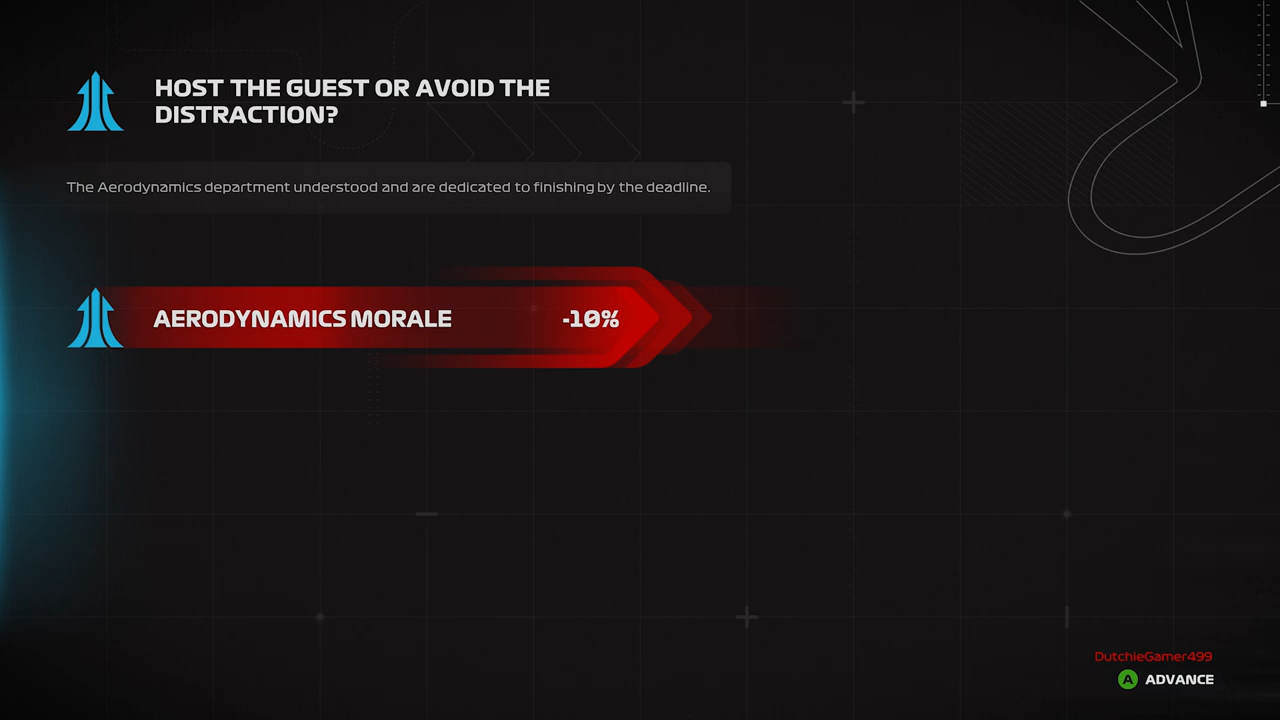 HOST THE GUEST OR AVOID THE
DISTRACTION?
The Aerodynamics department understood and are dedicated to finishing by the deadline.
AERODYNAMICS MORALE -10%
DutchieGamer499
A ADVANCE